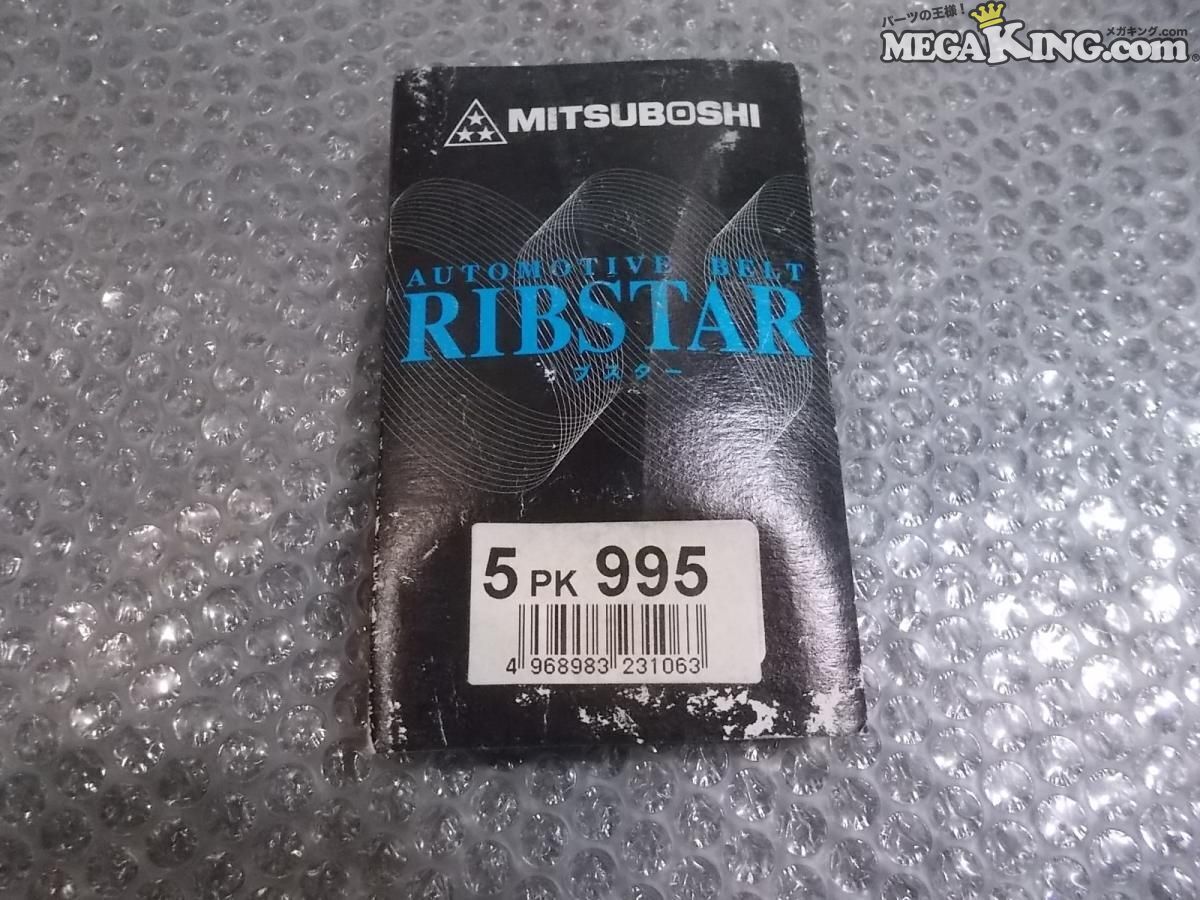 パーツの王様！
メガキング.com
MEGAKING.com®
MITSUBOSHI
AUTOMOTIVE BELT
RIBSTAR
ブスター
5 PK 995
4 968983 231063